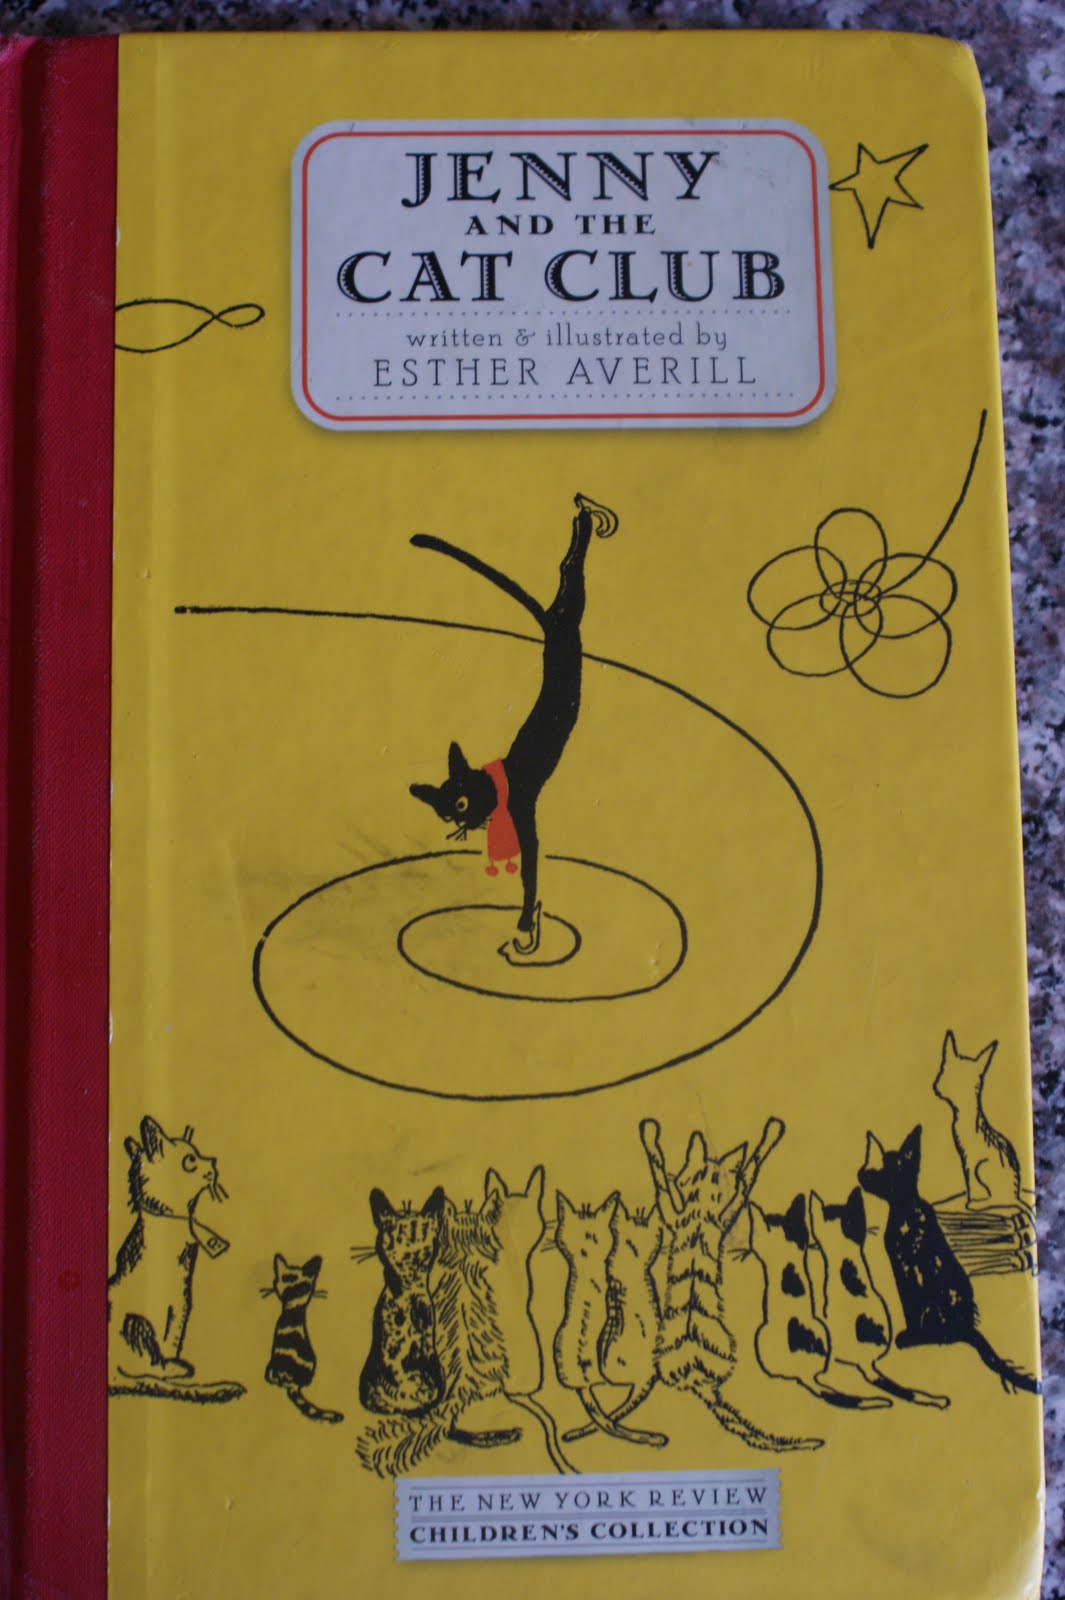 JENNY
AND THE
CAT CLUB
written & illustrated by
ESTHER AVERILL
THE NEW YORK REVIEW
CHILDREN'S COLLECTION